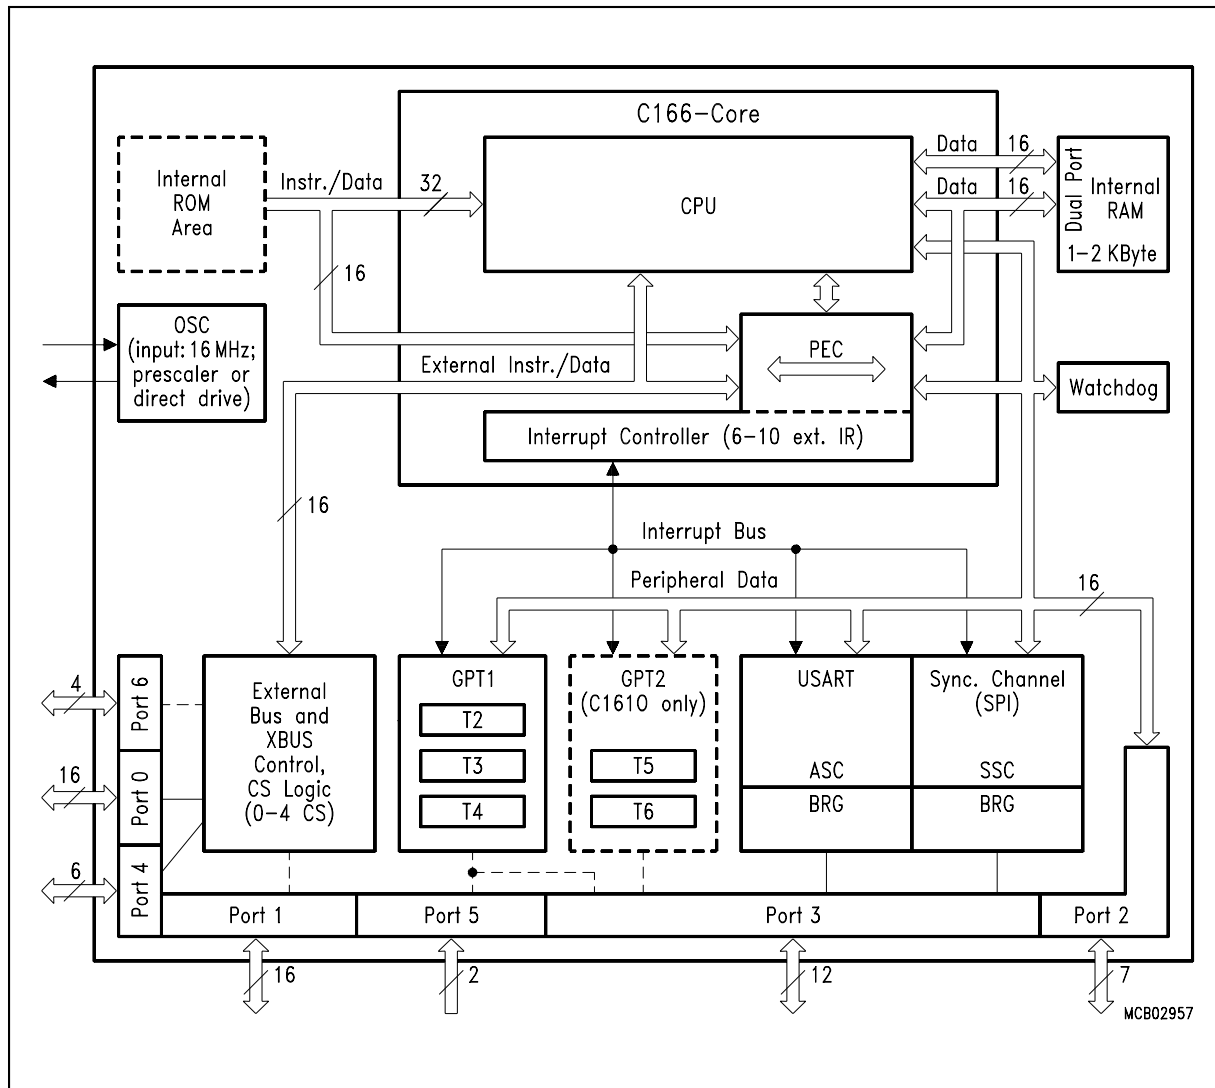 C166-Core
Internal
ROM
Area
Instr./Data
32
CPU
Data
16
Data
16
Dual Port
Internal
RAM
1-2 KByte
16
OSC
(input: 16 MHz;
prescaler or
direct drive)
External Instr./Data
PEC
Watchdog
Interrupt Controller (6-10 ext. IR)
16
Interrupt Bus
Peripheral Data
16
4
Port 6
16
Port 0
6
Port 4
External
Bus and
XBUS
Control,
CS Logic
(0-4 CS)
GPT1
T2
T3
T4
GPT2
(C161O only)
T5
T6
USART
ASC
BRG
Sync. Channel
(SPI)
SSC
BRG
Port 1
Port 5
Port 3
Port 2
16
2
12
7
MCB02957